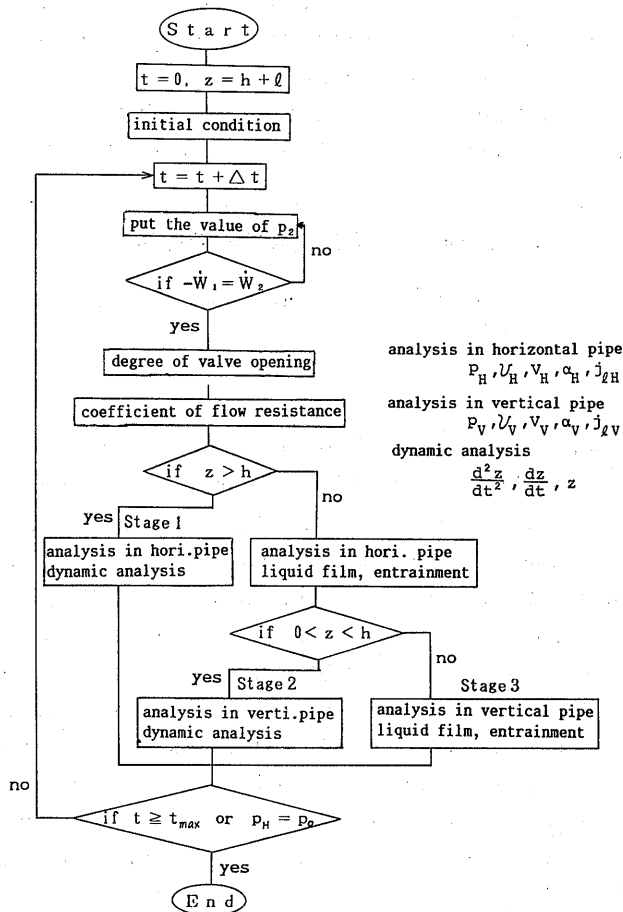 Start
t = 0, z = h + ℓ
initial condition
t = t + △ t
put the value of p₂
no
if -Ẇ₁ = Ẇ₂
yes
degree of valve opening
coefficient of flow resistance
analysis in horizontal pipe
p_H, υ_H, V_H, α_H, j_ℓH
analysis in vertical pipe
p_V, υ_V, V_V, α_V, j_ℓV
dynamic analysis
d²z/dt², dz/dt, z
if z > h
no
yes
Stage 1
analysis in hori.pipe
dynamic analysis
analysis in hori. pipe
liquid film, entrainment
if 0 < z < h
no
yes
Stage 2
Stage 3
analysis in verti.pipe
dynamic analysis
analysis in vertical pipe
liquid film, entrainment
no
if t ≧ t_max or p_H = p₀
yes
End